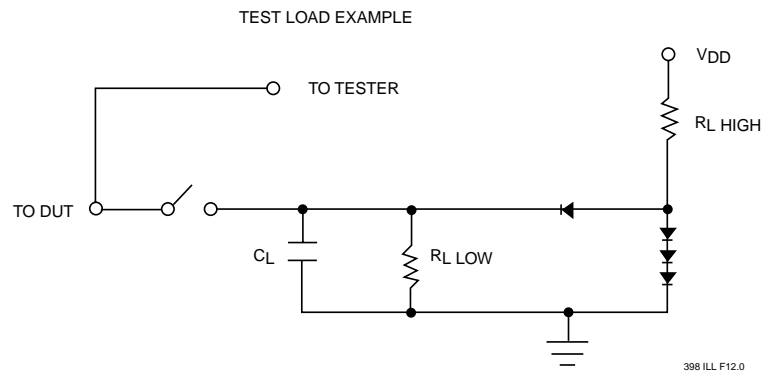 TEST LOAD EXAMPLE
VDD
TO TESTER
RL HIGH
TO DUT
CL
RL LOW
398 ILL F12.0